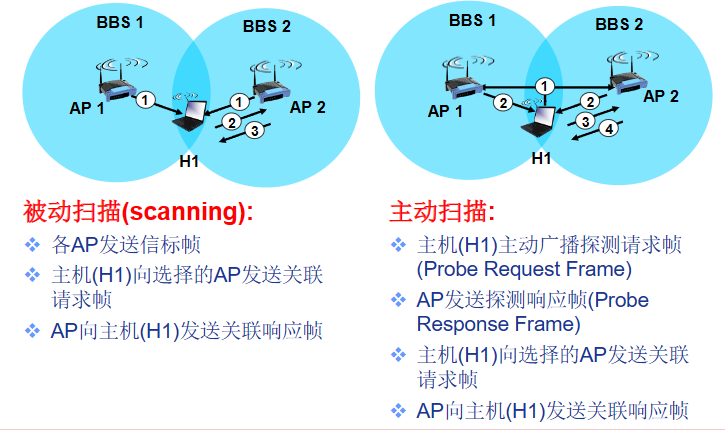 BBS 1
BBS 2
AP 1
1
1
AP 2
2
3
H1
被动扫描(scanning):
各AP发送信标帧
主机(H1)向选择的AP发送关联
请求帧
AP向主机(H1)发送关联响应帧
BBS 1
BBS 2
1
AP 1
2
2
AP 2
3
4
H1
主动扫描:
主机(H1)主动广播探测请求帧
(Probe Request Frame)
AP发送探测响应帧(Probe
Response Frame)
主机(H1)向选择的AP发送关联
请求帧
AP向主机(H1)发送关联响应帧